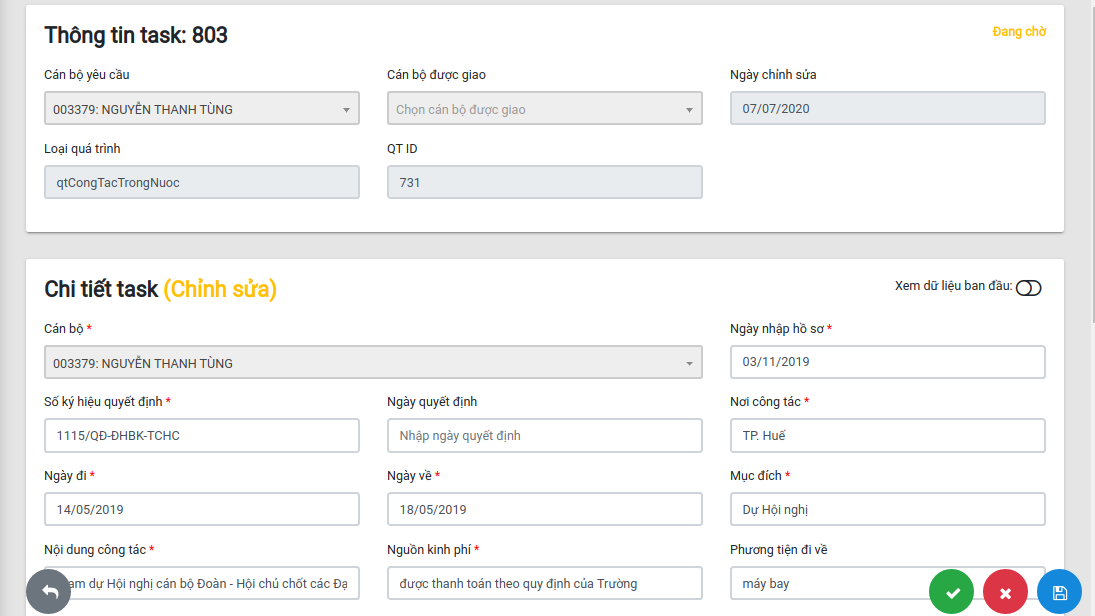 Thông tin task: 803
Đang chờ
Cán bộ yêu cầu
Cán bộ được giao
Ngày chỉnh sửa
003379: NGUYỄN THANH TÙNG
Chọn cán bộ được giao
07/07/2020
Loại quá trình
QT ID
qtCongTacTrongNuoc
731
Chi tiết task (Chỉnh sửa)
Xem dữ liệu ban đầu:
Cán bộ *
Ngày nhập hồ sơ *
003379: NGUYỄN THANH TÙNG
03/11/2019
Số ký hiệu quyết định *
Ngày quyết định
Nơi công tác *
1115/QĐ-ĐHBK-TCHC
Nhập ngày quyết định
TP. Huế
Ngày đi *
Ngày về *
Mục đích *
14/05/2019
18/05/2019
Dự Hội nghị
Nội dung công tác *
Nguồn kinh phí *
Phương tiện đi về
dự Hội nghị cán bộ Đoàn - Hội chủ chốt các
được thanh toán theo quy định của Trường
máy bay